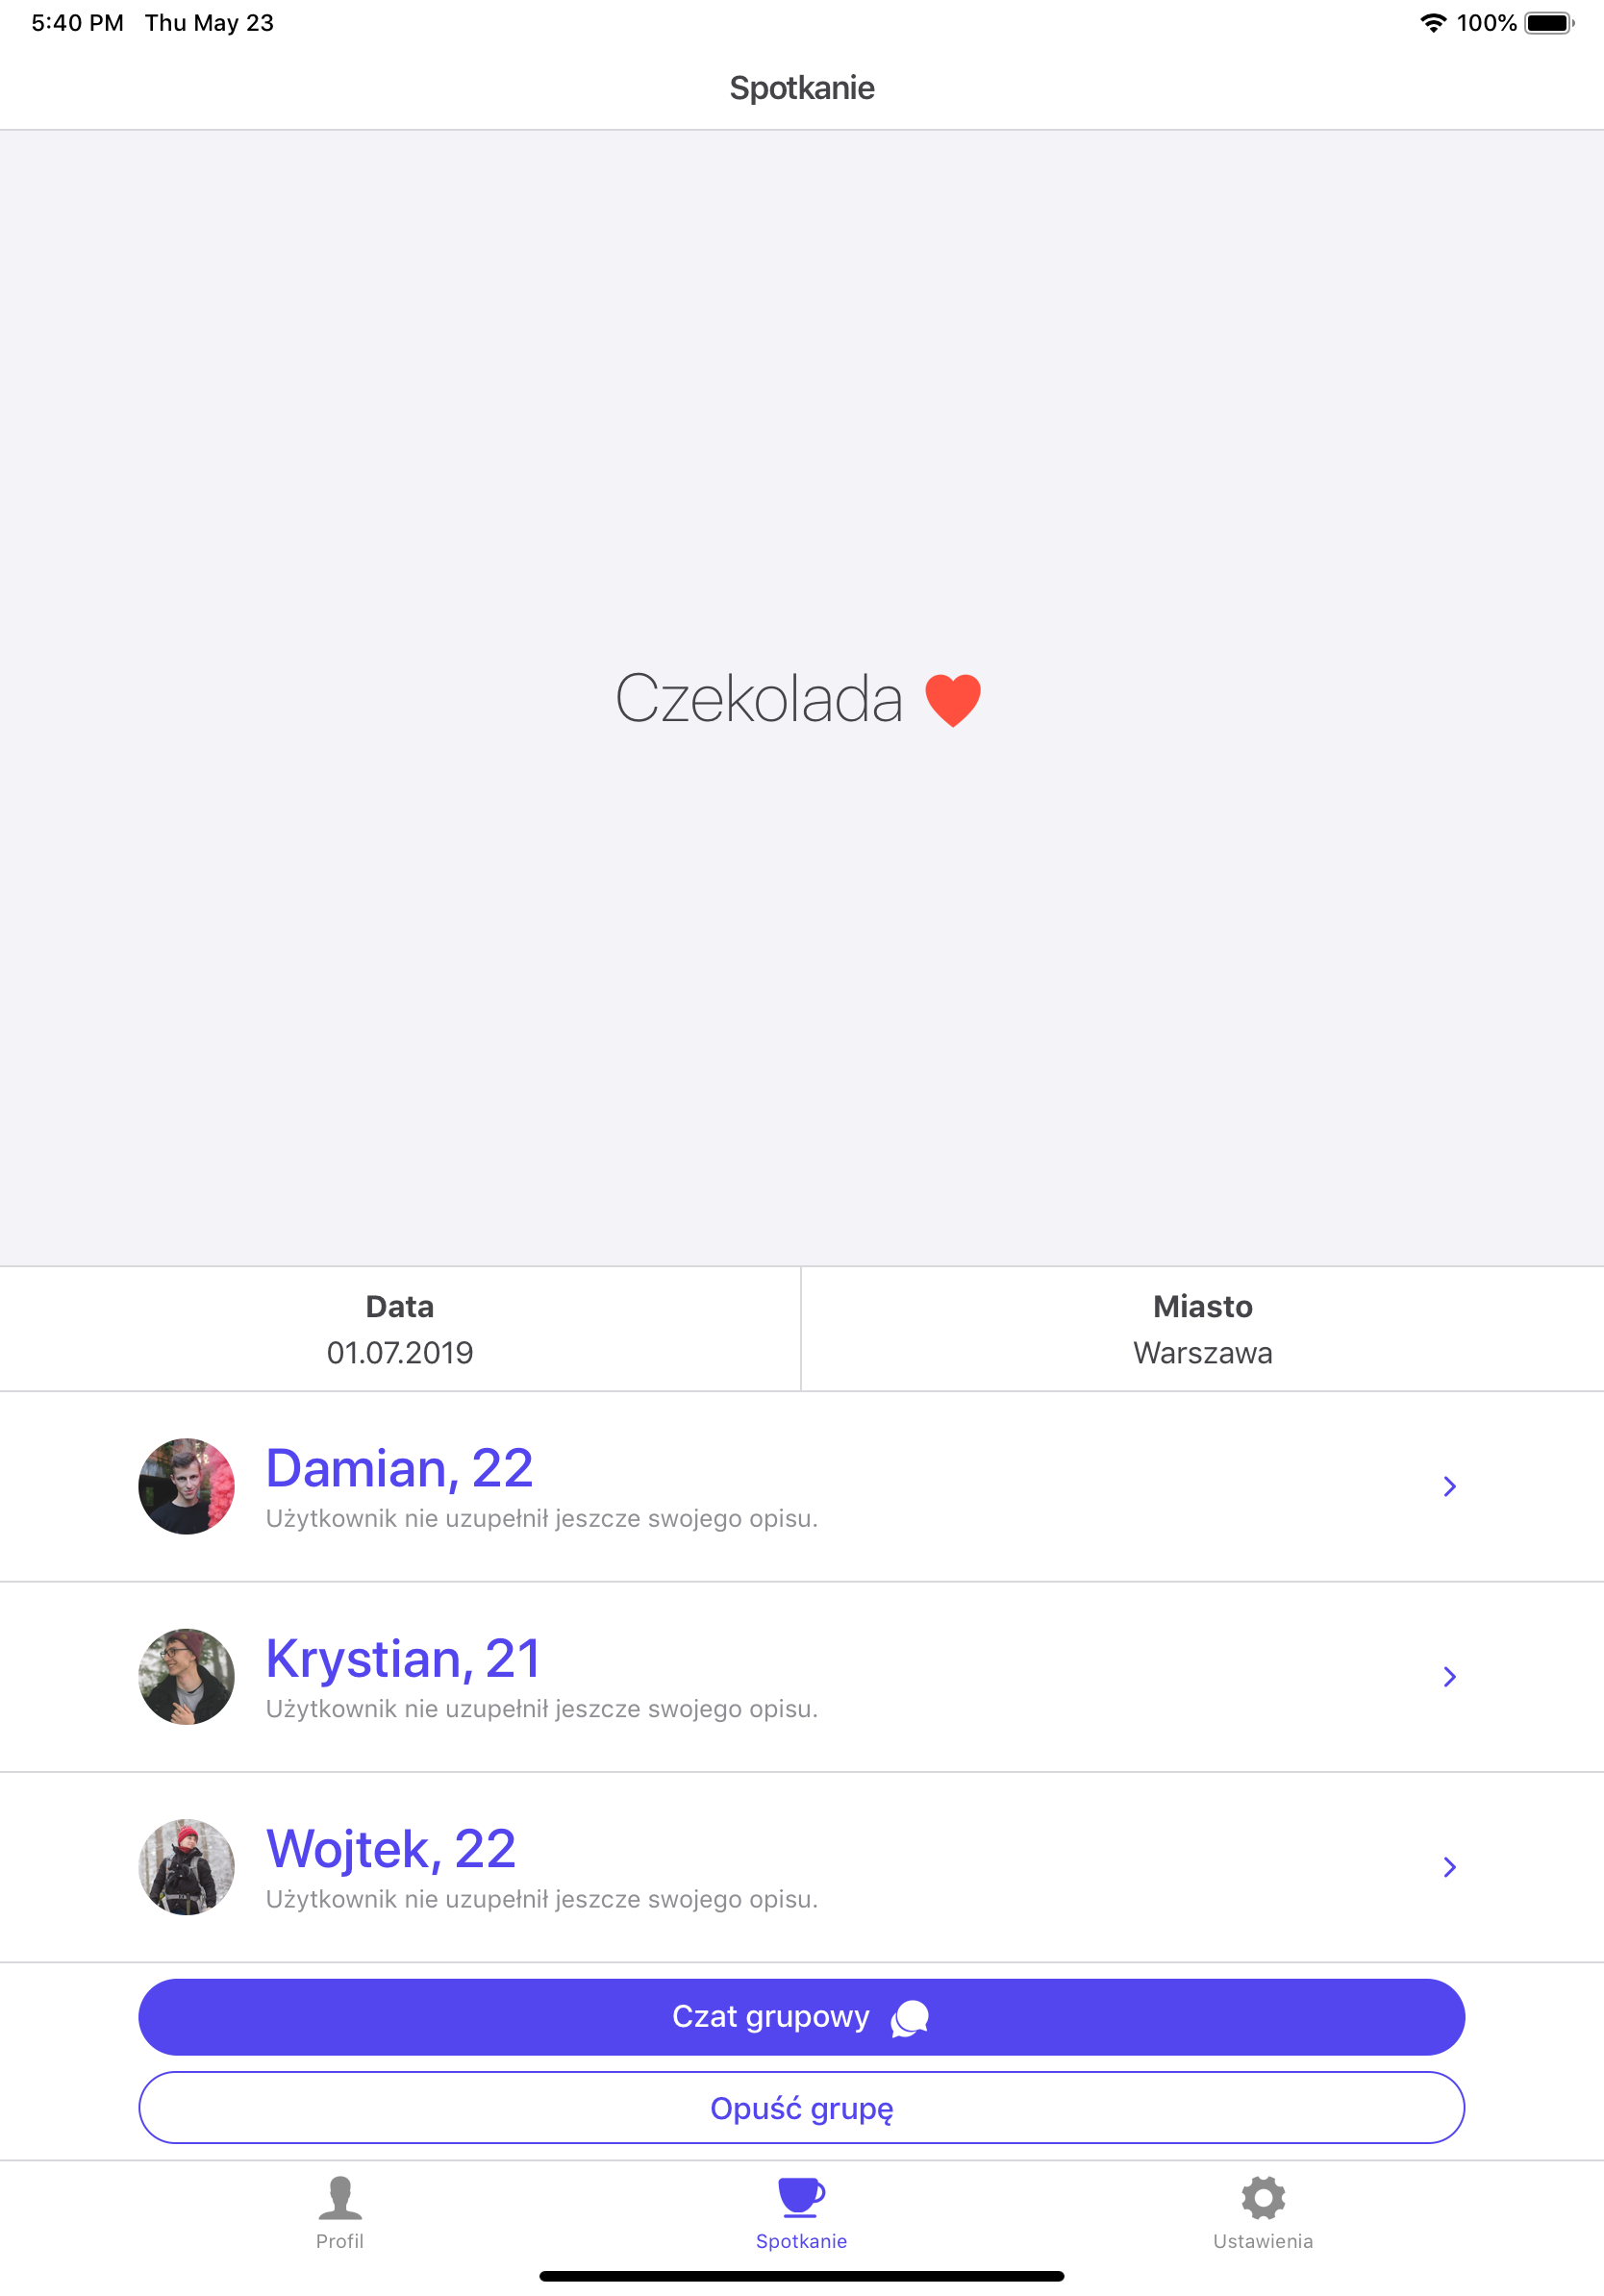 5:40 PM Thu May 23 100%
Spotkanie
Czekolada ❤️
Data
01.07.2019
Miasto
Warszawa
Damian, 22
Użytkownik nie uzupełnił jeszcze swojego opisu.
Krystian, 21
Użytkownik nie uzupełnił jeszcze swojego opisu.
Wojtek, 22
Użytkownik nie uzupełnił jeszcze swojego opisu.
Czat grupowy
Opuść grupę
Profil
Spotkanie
Ustawienia